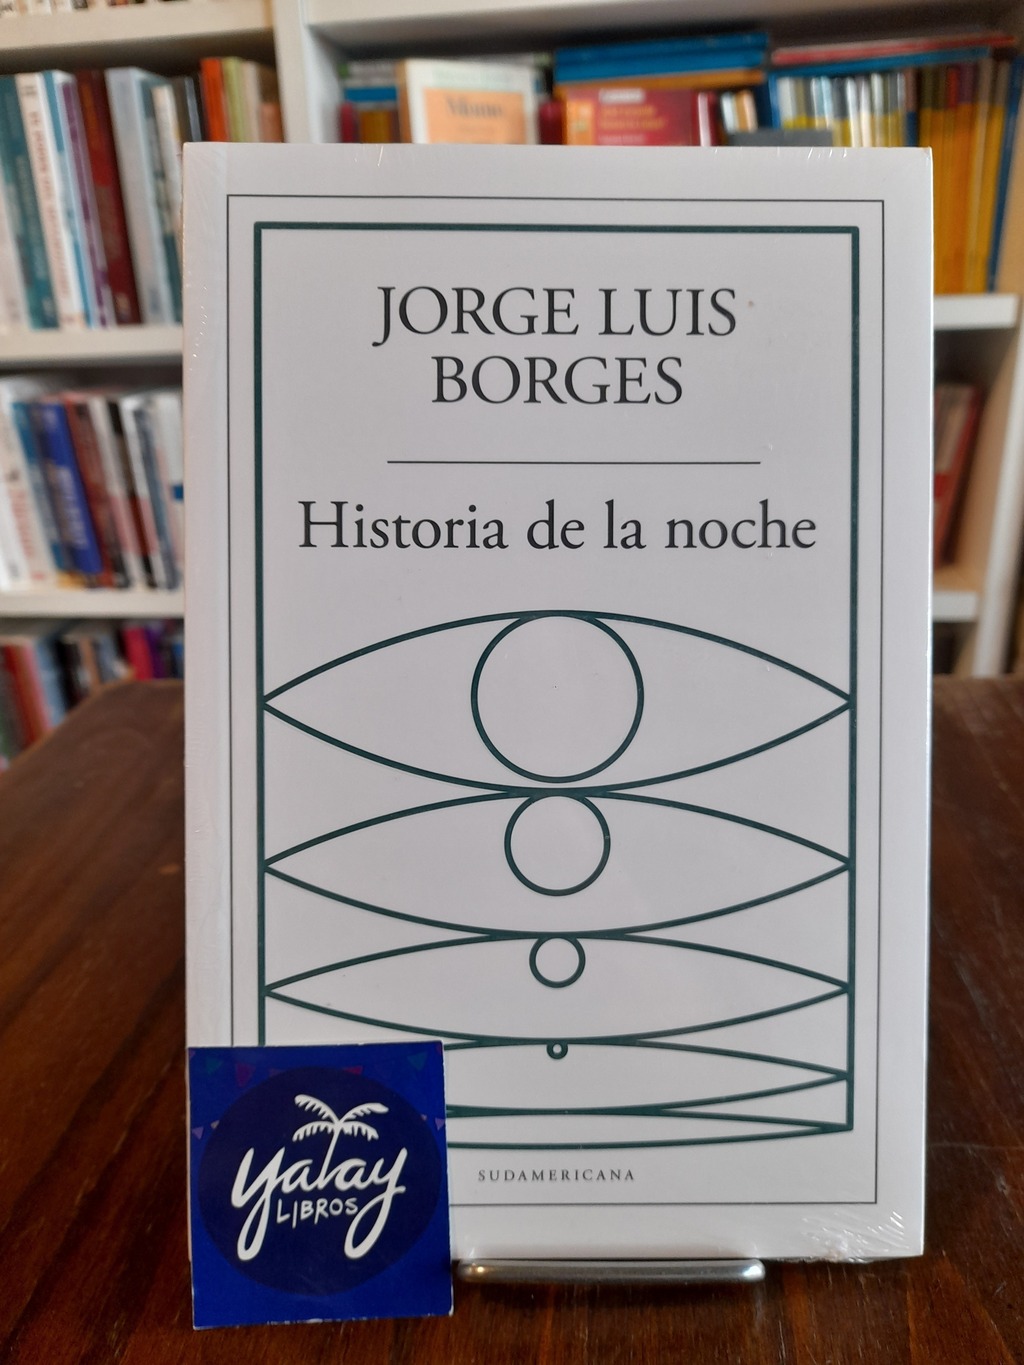 JORGE LUIS
BORGES
Historia de la noche
SUDAMERICANA
yatay
LIBROS